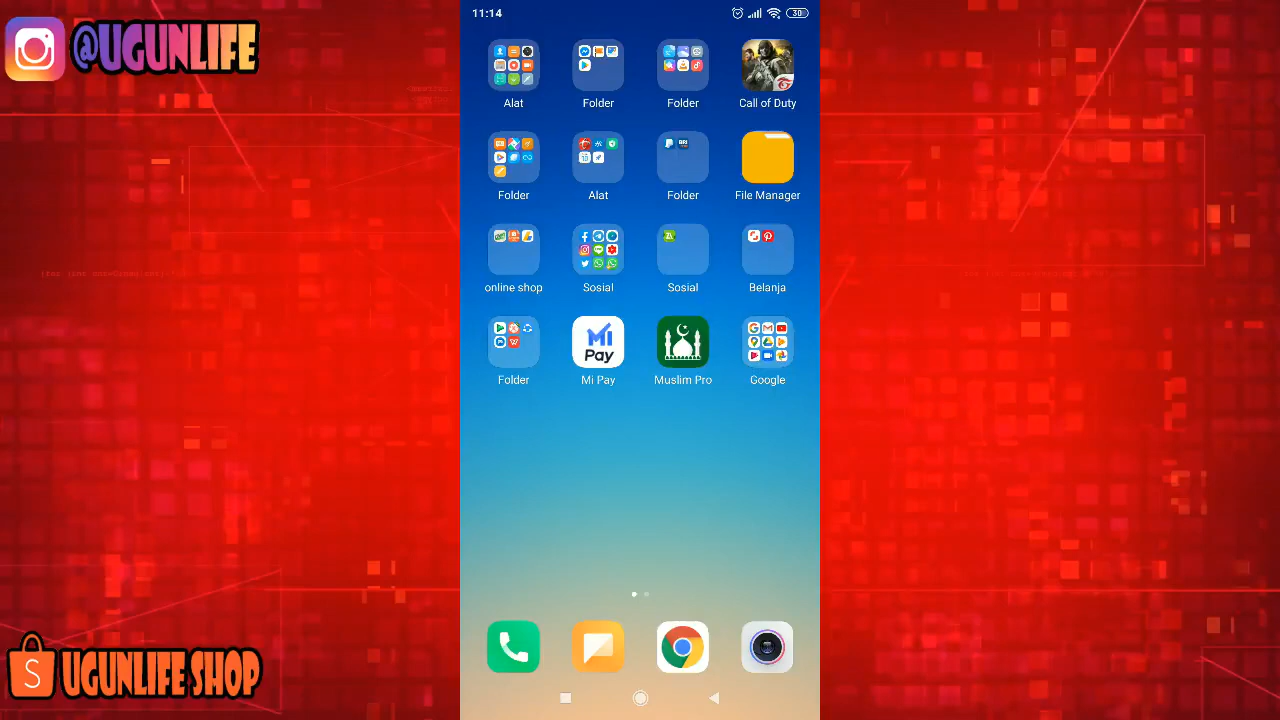 @UGUNLIFE
11:14
30
Alat
Folder
Folder
Call of Duty
Folder
Alat
Folder
File Manager
online shop
Sosial
Sosial
Belanja
Folder
Mi Pay
Mi Pay
Muslim Pro
Google
UGUNLIFE SHOP